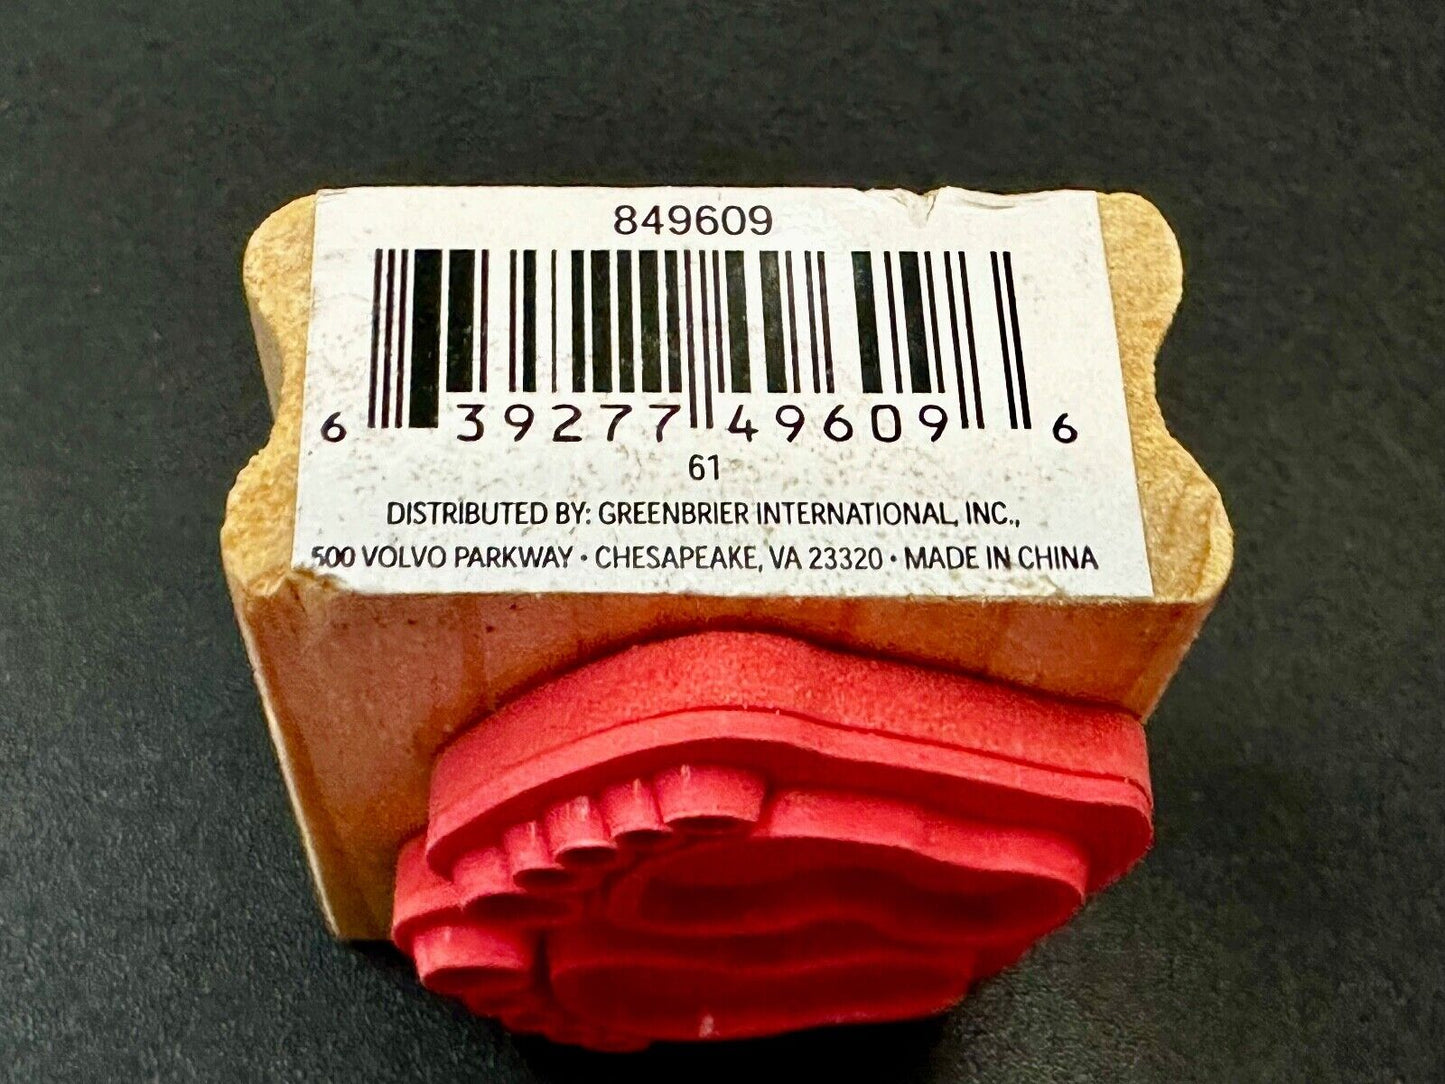 849609
6 39277 49609 6
61
DISTRIBUTED BY: GREENBRIER INTERNATIONAL, INC.,
500 VOLVO PARKWAY • CHESAPEAKE, VA 23320 • MADE IN CHINA